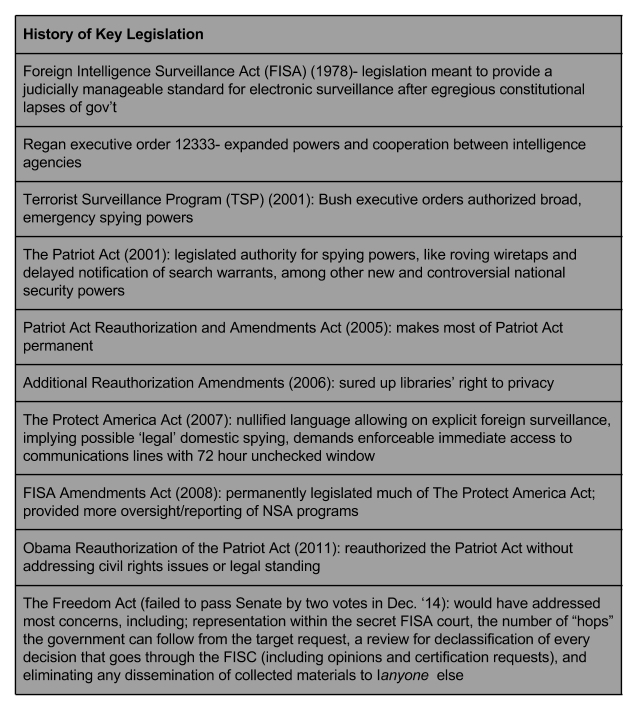 History of Key Legislation
Foreign Intelligence Surveillance Act (FISA) (1978)- legislation meant to provide a
judicially manageable standard for electronic surveillance after egregious constitutional
lapses of gov't
Regan executive order 12333- expanded powers and cooperation between intelligence
agencies
Terrorist Surveillance Program (TSP) (2001): Bush executive orders authorized broad,
emergency spying powers
The Patriot Act (2001): legislated authority for spying powers, like roving wiretaps and
delayed notification of search warrants, among other new and controversial national
security powers
Patriot Act Reauthorization and Amendments Act (2005): makes most of Patriot Act
permanent
Additional Reauthorization Amendments (2006): sured up libraries' right to privacy
The Protect America Act (2007): nullified language allowing on explicit foreign surveillance,
implying possible 'legal' domestic spying, demands enforceable immediate access to
communications lines with 72 hour unchecked window
FISA Amendments Act (2008): permanently legislated much of The Protect America Act;
provided more oversight/reporting of NSA programs
Obama Reauthorization of the Patriot Act (2011): reauthorized the Patriot Act without
addressing civil rights issues or legal standing
The Freedom Act (failed to pass Senate by two votes in Dec. '14): would have addressed
most concerns, including; representation within the secret FISA court, the number of "hops"
the government can follow from the target request, a review for declassification of every
decision that goes through the FISC (including opinions and certification requests), and
eliminating any dissemination of collected materials to lanyone else